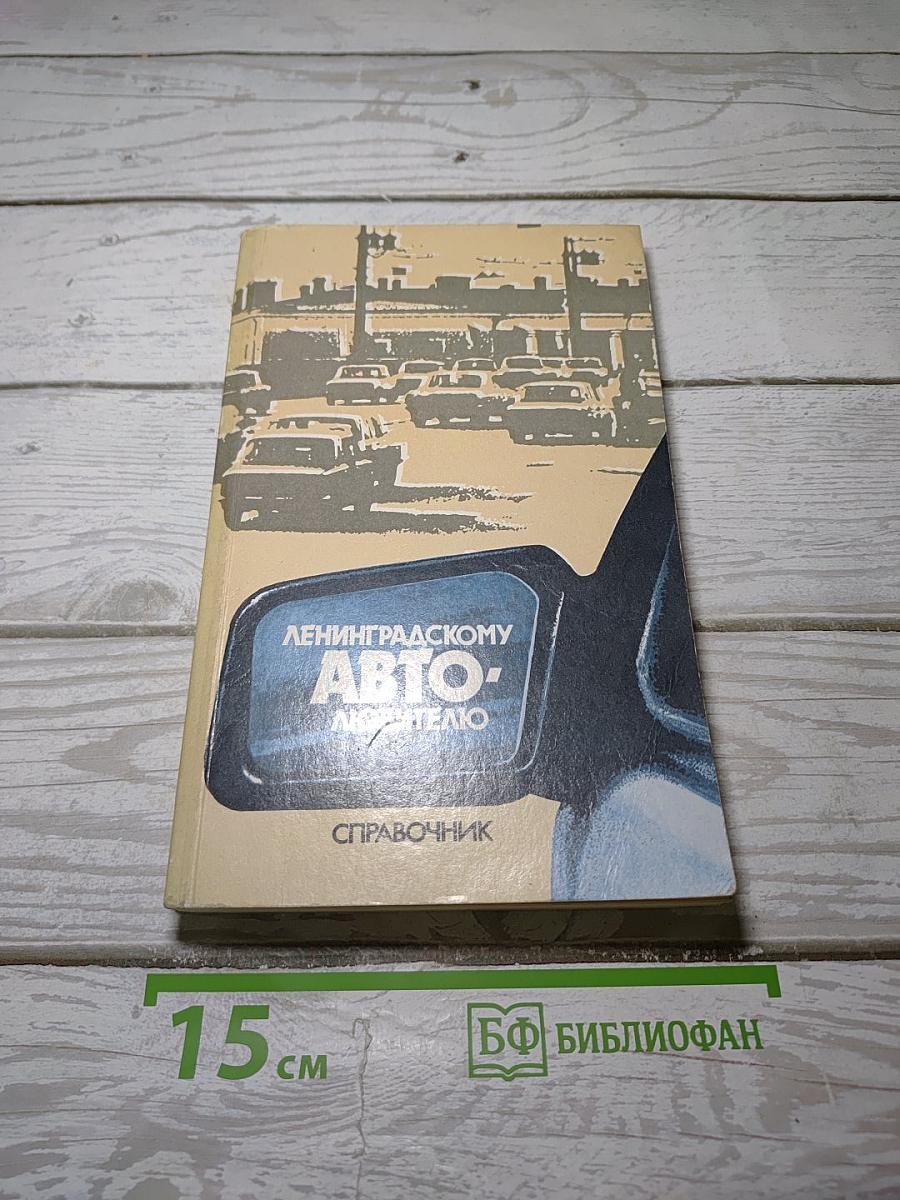 ЛЕНИНГРАДСКОМУ
АВТО-
ЛЮБИТЕЛЮ
СПРАВОЧНИК
15 см
БФ БИБЛИОФАН